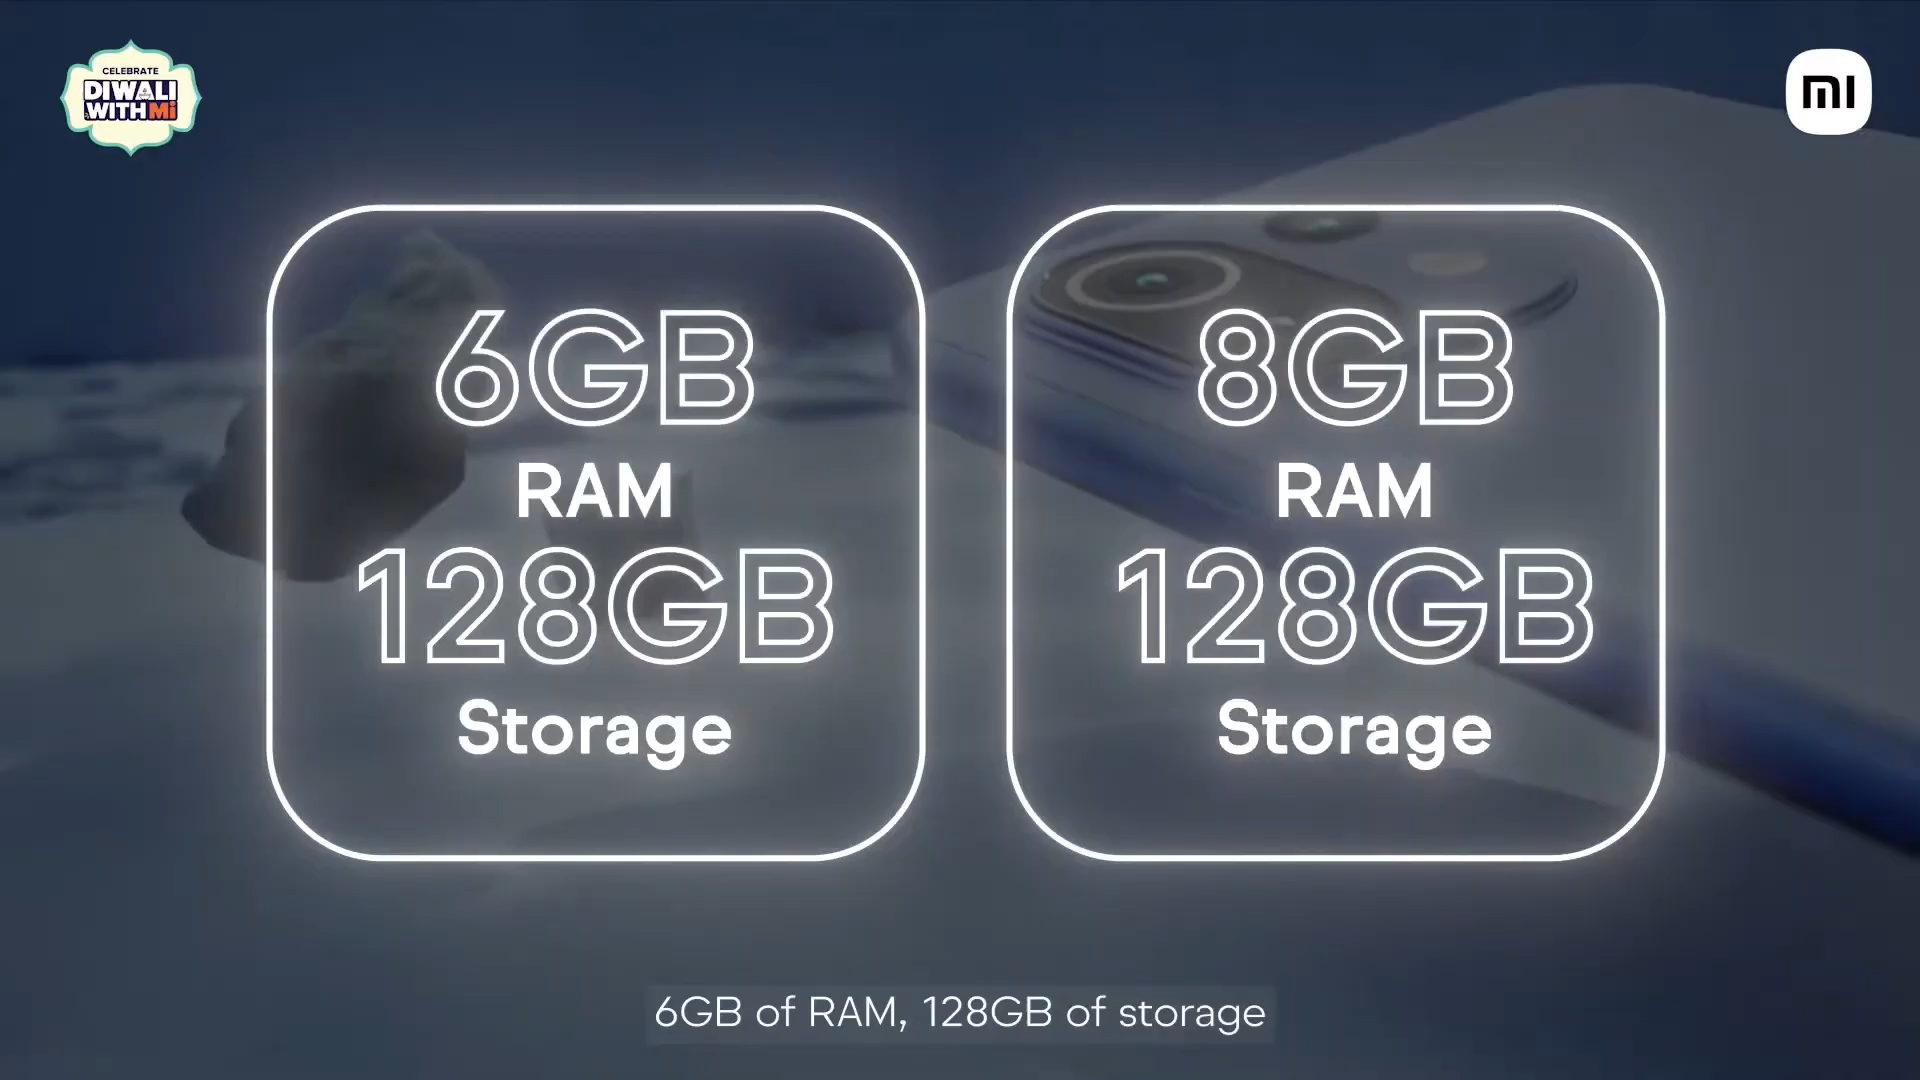 CELEBRATE
DIWALI
WITH Mi
mi
6GB
RAM
128GB
Storage
8GB
RAM
128GB
Storage
6GB of RAM, 128GB of storage